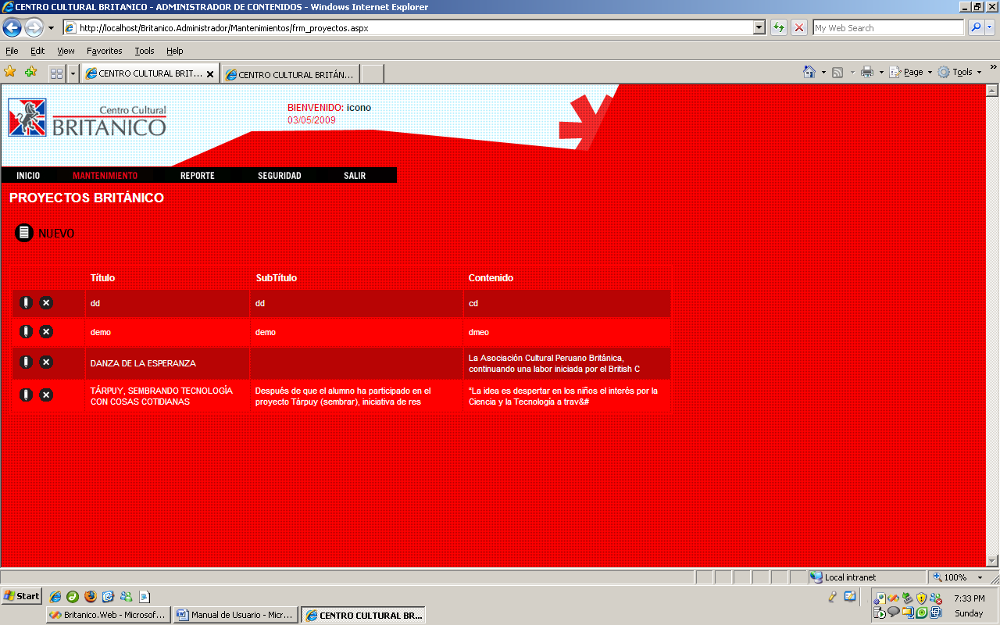 CENTRO CULTURAL BRITANICO - ADMINISTRADOR DE CONTENIDOS - Windows Internet Explorer
http://localhost/Britanico.Administrador/Mantenimientos/frm_proyectos.aspx
My Web Search
File Edit View Favorites Tools Help
CENTRO CULTURAL BRIT...
CENTRO CULTURAL BRITÁN...
Page
Tools
Centro Cultural
BRITANICO
BIENVENIDO: icono
03/05/2009
INICIO MANTENIMIENTO REPORTE SEGURIDAD SALIR
PROYECTOS BRITÁNICO
NUEVO
Título SubTítulo Contenido
dd dd cd
demo demo dmeo
DANZA DE LA ESPERANZA
La Asociación Cultural Peruano Británica,
continuando una labor iniciada por el British C
TÁRPUY, SEMBRANDO TECNOLOGÍA
CON COSAS COTIDIANAS
Después de que el alumno ha participado en el
proyecto Tárpuy (sembrar), iniciativa de res
"La idea es despertar en los niños el interés por la
Ciencia y la Tecnología a trav&#
Local intranet
100%
Start
7:33 PM
Britanico.Web - Microsof...
Manual de Usuario - Micr...
CENTRO CULTURAL BR...
Sunday